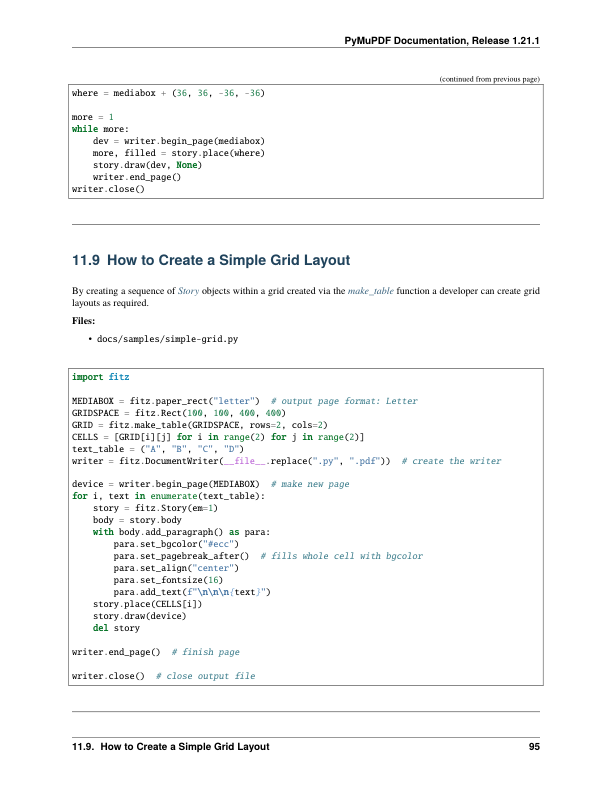 PyMuPDF Documentation, Release 1.21.1
(continued from previous page)
where = mediabox + (36, 36, -36, -36)

more = 1
while more:
    dev = writer.begin_page(mediabox)
    more, filled = story.place(where)
    story.draw(dev, None)
    writer.end_page()
writer.close()

11.9 How to Create a Simple Grid Layout
By creating a sequence of Story objects within a grid created via the make_table function a developer can create grid
layouts as required.
Files:
• docs/samples/simple-grid.py

import fitz

MEDIABOX = fitz.paper_rect("letter")  # output page format: Letter
GRIDSPACE = fitz.Rect(100, 100, 400, 400)
GRID = fitz.make_table(GRIDSPACE, rows=2, cols=2)
CELLS = [GRID[i][j] for i in range(2) for j in range(2)]
text_table = ("A", "B", "C", "D")
writer = fitz.DocumentWriter(__file__.replace(".py", ".pdf"))  # create the writer

device = writer.begin_page(MEDIABOX)  # make new page
for i, text in enumerate(text_table):
    story = fitz.Story(em=1)
    body = story.body
    with body.add_paragraph() as para:
        para.set_bgcolor("#ecc")
        para.set_pagebreak_after()  # fills whole cell with bgcolor
        para.set_align("center")
        para.set_fontsize(16)
        para.add_text(f"\n\n\n{text}")
    story.place(CELLS[i])
    story.draw(device)
    del story

writer.end_page()  # finish page

writer.close()  # close output file

11.9. How to Create a Simple Grid Layout 95